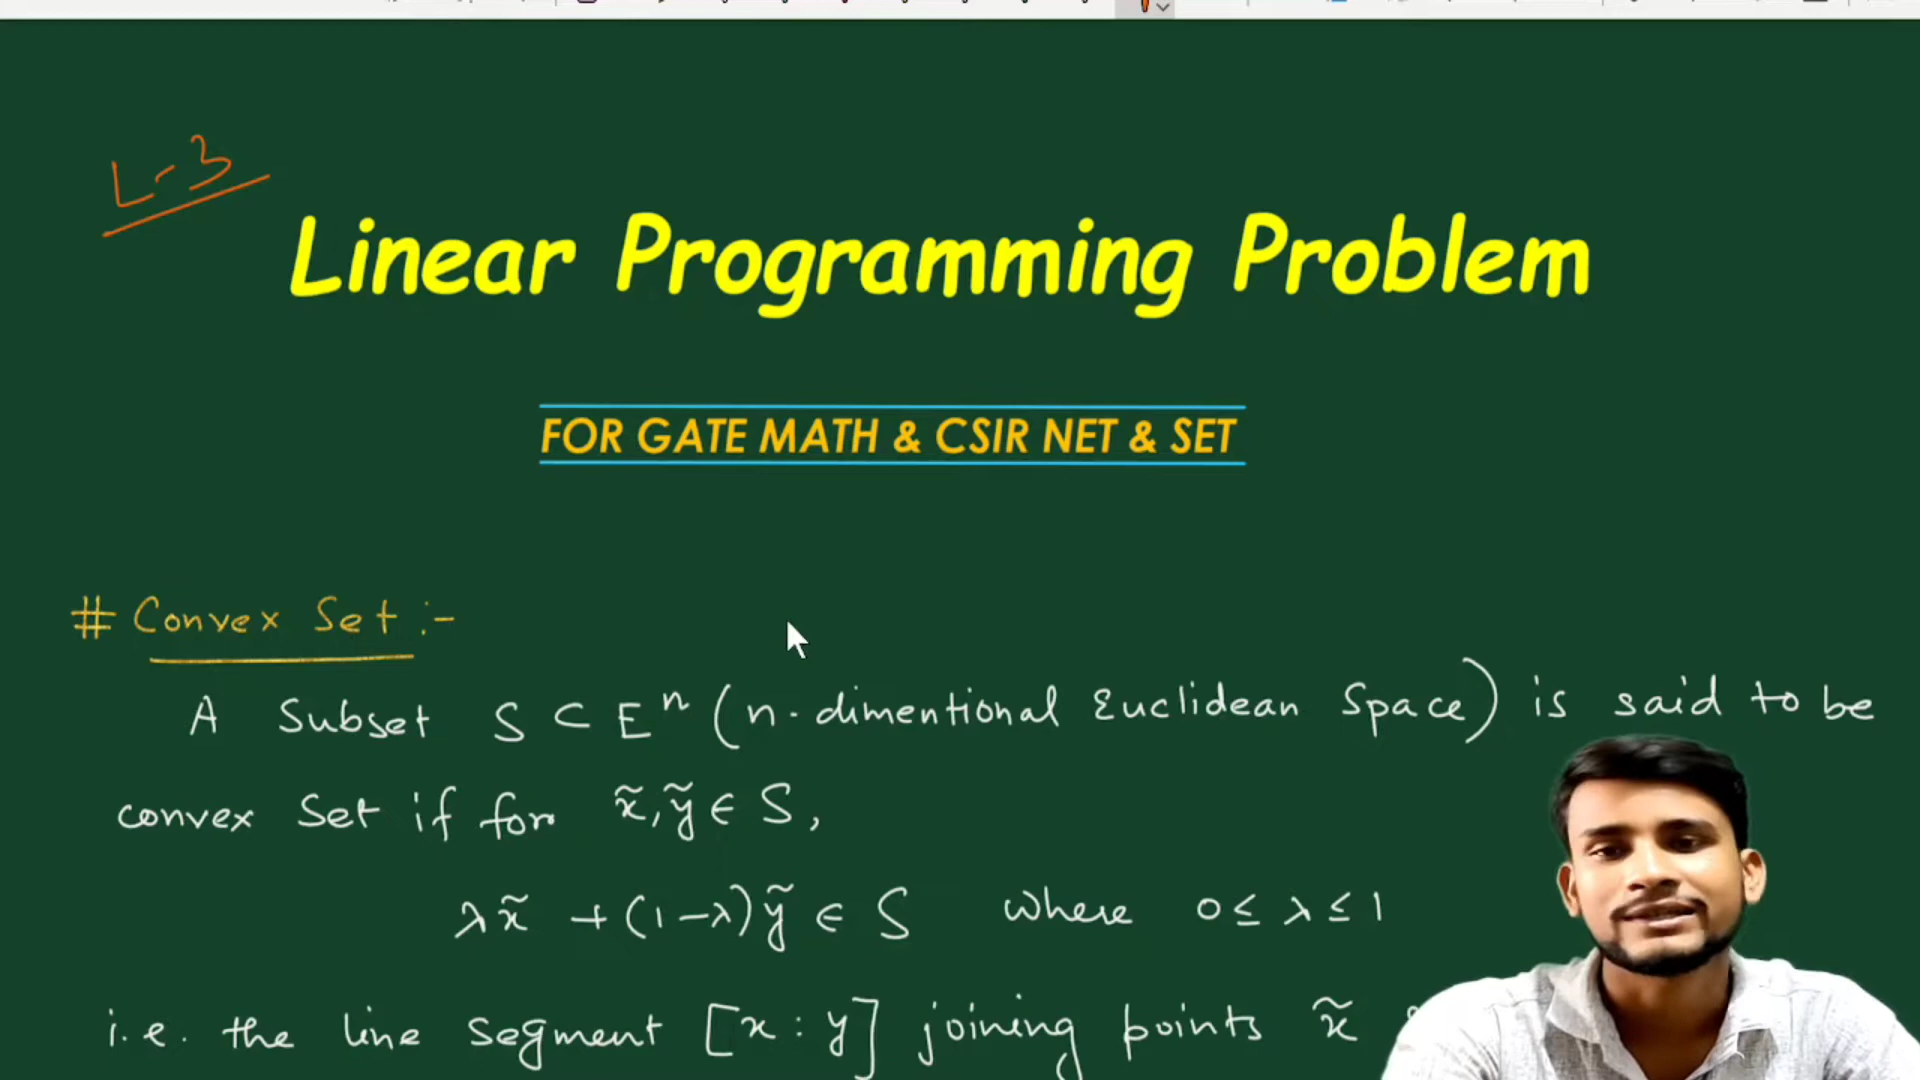 L-3
Linear Programming Problem
FOR GATE MATH & CSIR NET & SET
# Convex Set :-
A Subset S ⊂ Eⁿ (n-dimentional Euclidean Space) is said to be
convex Set if for x̃, ỹ ∈ S,
λx̃ + (1-λ)ỹ ∈ S where 0 ≤ λ ≤ 1
i.e. the line segment [x : y] joining points x̃